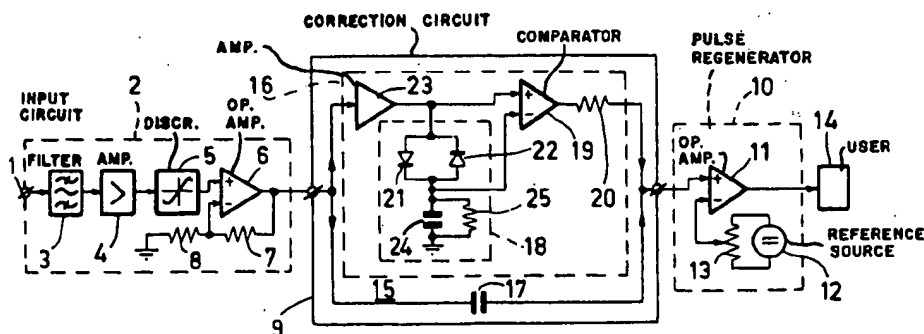 CORRECTION CIRCUIT
COMPARATOR
PULSE
REGENERATOR
AMP.
16
23
2
10
INPUT
CIRCUIT
DISCR.
OP.
AMP.
14
FILTER
AMP.
5
6
22
19
20
OP.
AMP.
11
USER
1
21
25
3
4
8
7
24
18
13
REFERENCE
SOURCE
12
15
17
9
+
-
+
-
+
-